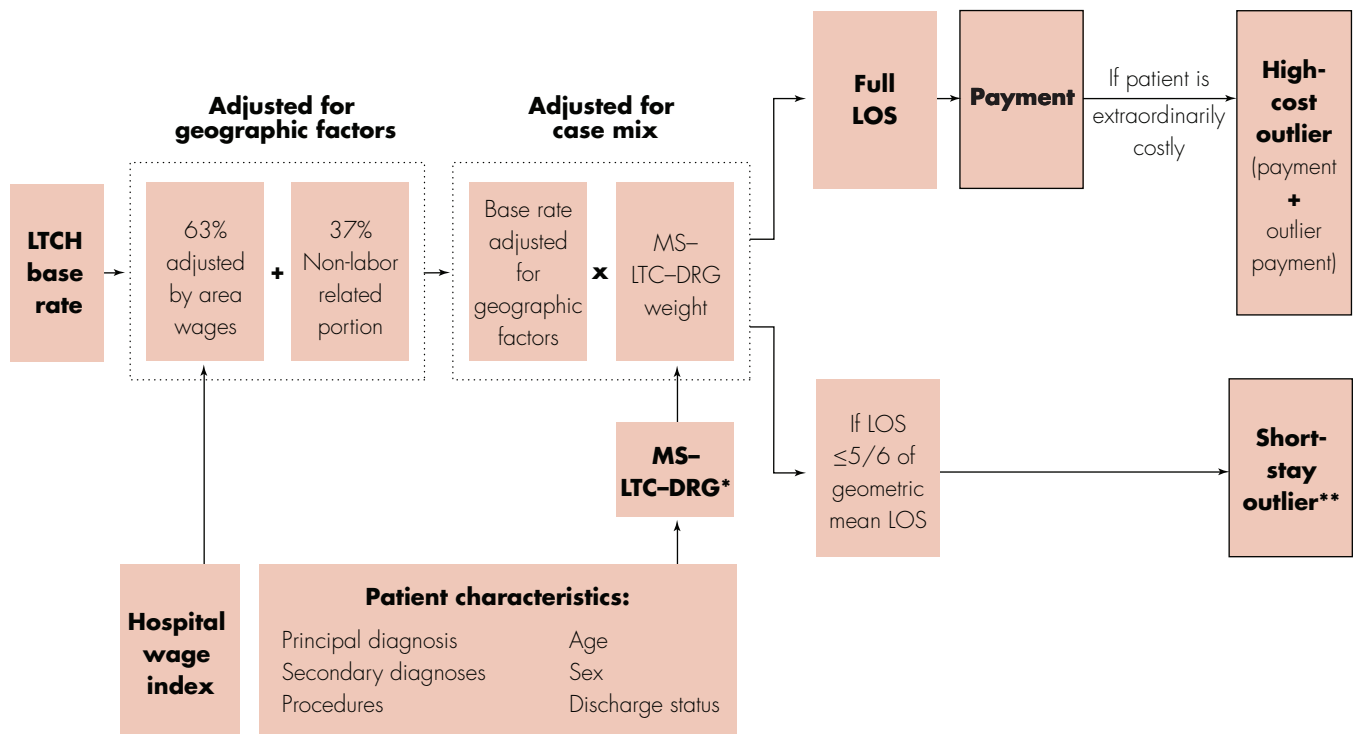 Adjusted for
geographic factors
Adjusted for
case mix
LTCH
base
rate
63%
adjusted
by area
wages
+
37%
Non-labor
related
portion
Base rate
adjusted
for
geographic
factors
x
MS–
LTC–DRG
weight
Full
LOS
Payment
If patient is
extraordinarily
costly
High-
cost
outlier
(payment
+
outlier
payment)
MS–
LTC–DRG*
If LOS
≤5/6 of
geometric
mean LOS
Short-
stay
outlier**
Hospital
wage
index
Patient characteristics:
Principal diagnosis
Secondary diagnoses
Procedures
Age
Sex
Discharge status